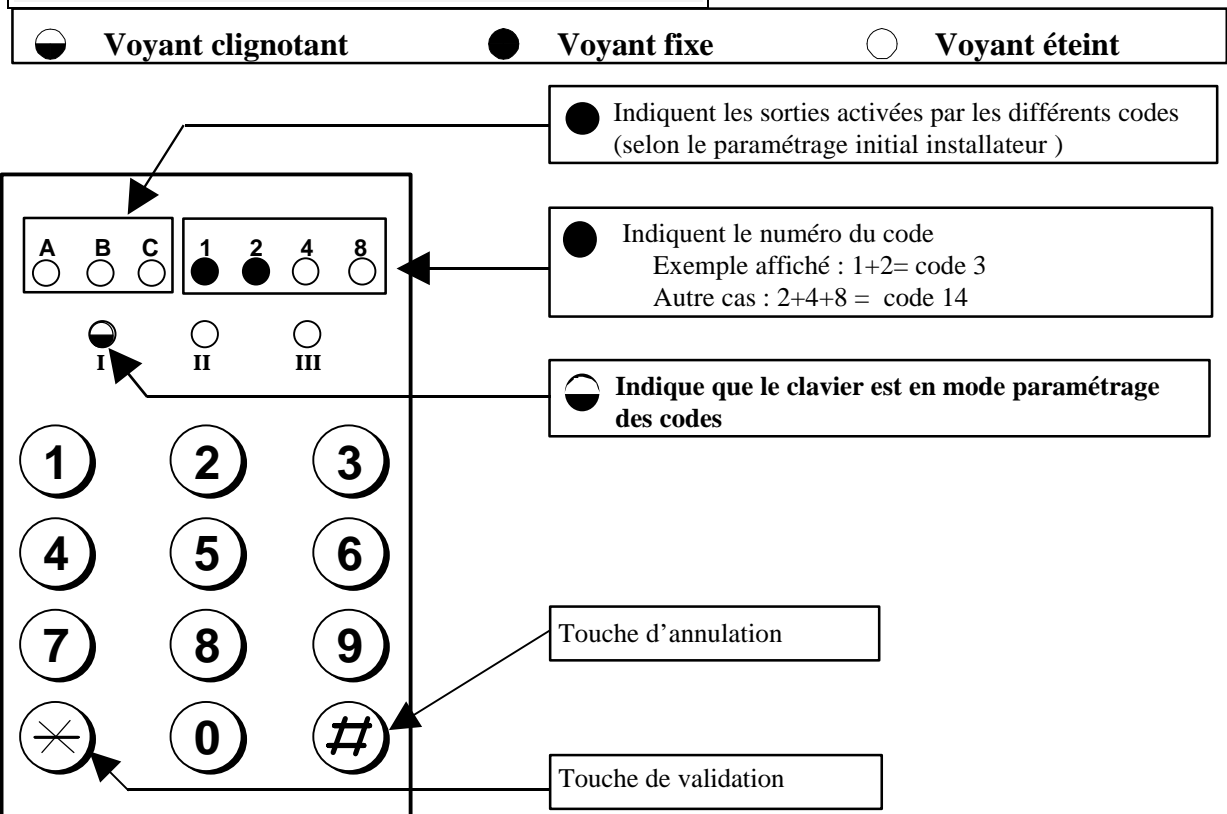 Voyant clignotant Voyant fixe Voyant éteint
Indiquent les sorties activées par les différents codes
(selon le paramétrage initial installateur )
A B C 1 2 4 8
Indiquent le numéro du code
Exemple affiché : 1+2= code 3
Autre cas : 2+4+8 = code 14
I II III
Indique que le clavier est en mode paramétrage
des codes
1 2 3
4 5 6
7 8 9
Touche d’annulation
* 0 #
Touche de validation